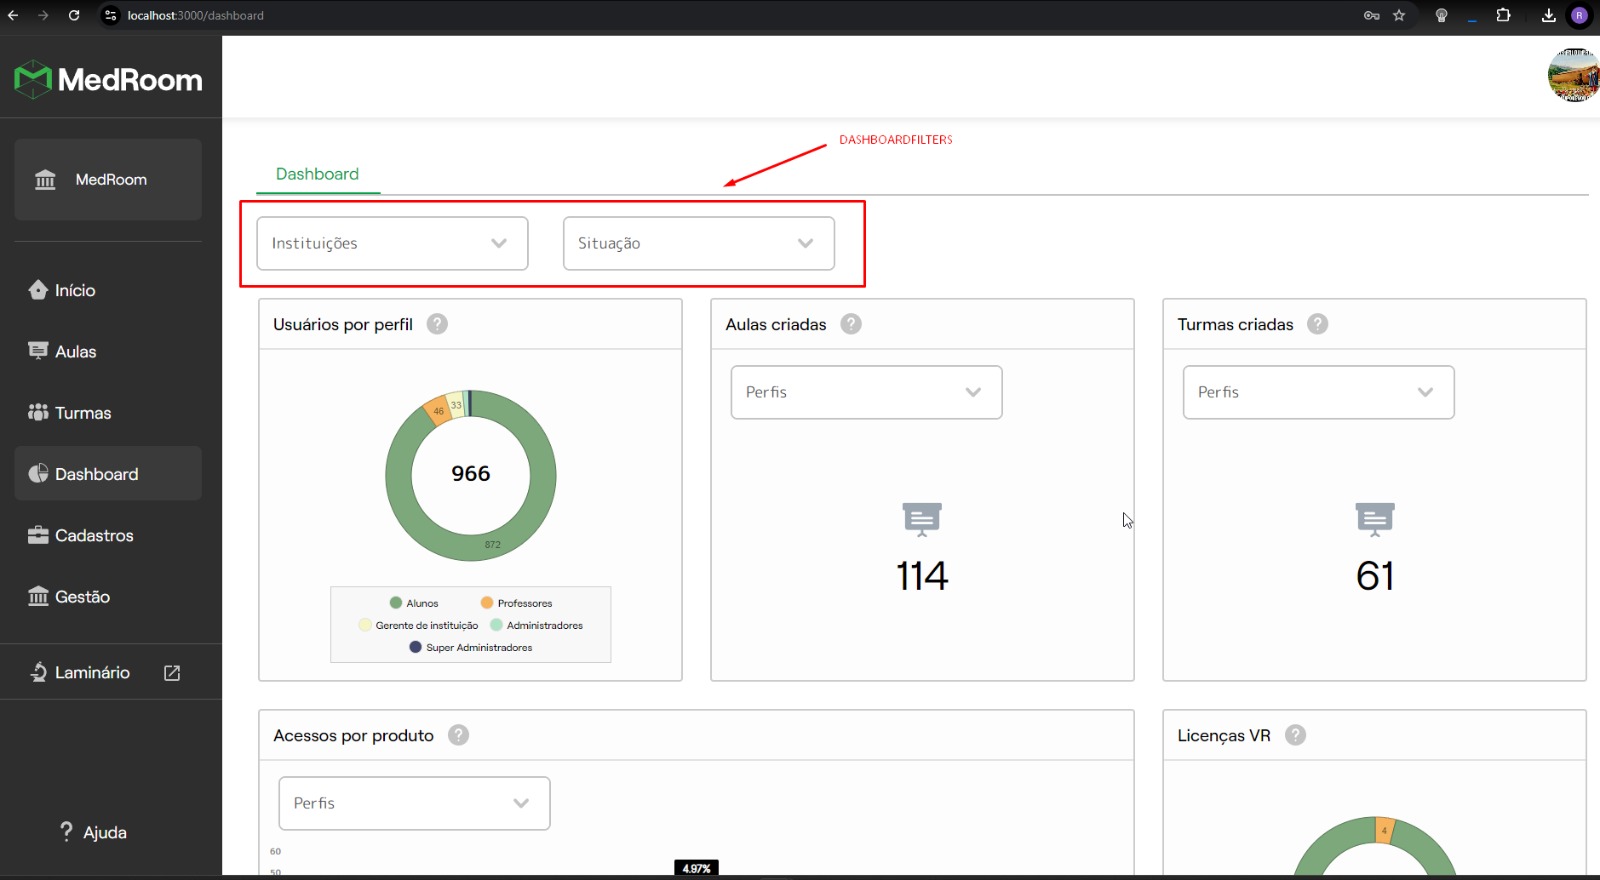 localhost:3000/dashboard
R
MedRoom
DASHBOARDFILTERS
MedRoom
Dashboard
Instituições
Situação
Início
Aulas
Turmas
Dashboard
Cadastros
Gestão
Laminário
? Ajuda
Usuários por perfil ?
46
33
966
872
Alunos
Professores
Gerente de instituição
Administradores
Super Administradores
Aulas criadas ?
Perfis
114
Turmas criadas ?
Perfis
61
Acessos por produto ?
Perfis
60
50
4.97%
Licenças VR ?
4